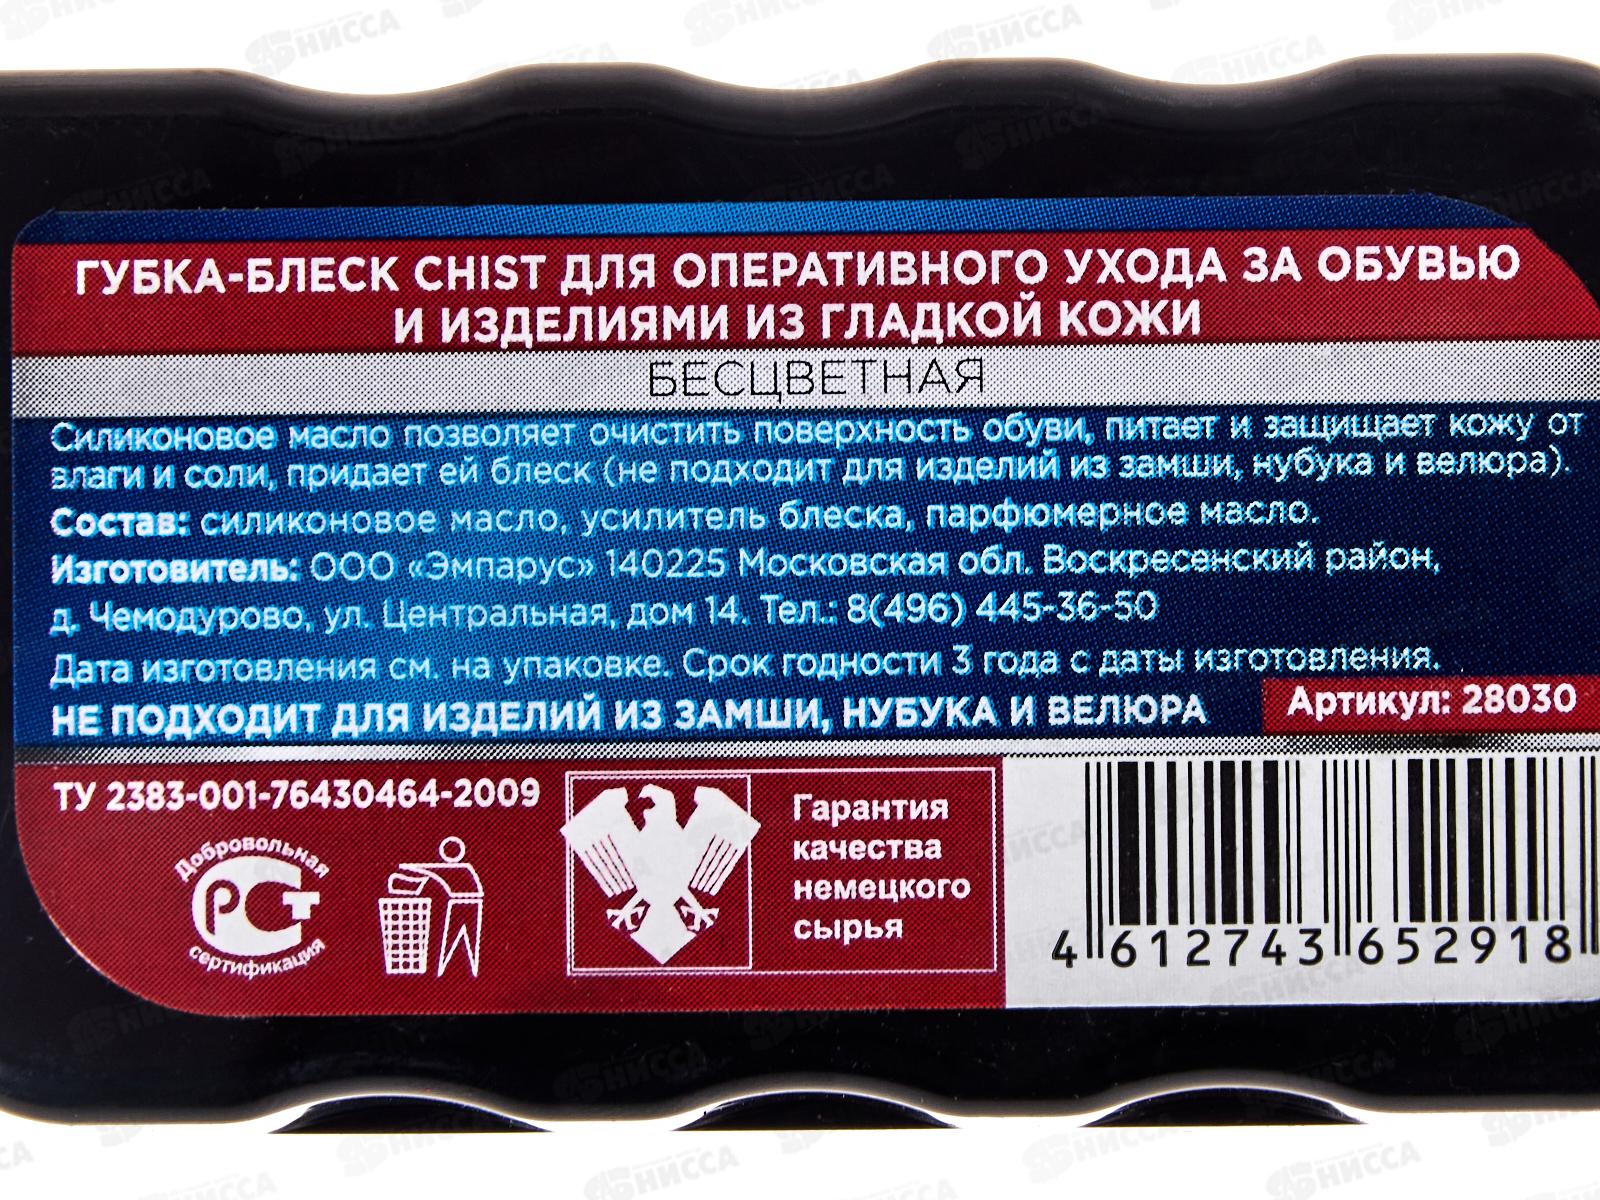 ГУБКА-БЛЕСК CHIST ДЛЯ ОПЕРАТИВНОГО УХОДА ЗА ОБУВЬЮ
И ИЗДЕЛИЯМИ ИЗ ГЛАДКОЙ КОЖИ
БЕСЦВЕТНАЯ
Силиконовое масло позволяет очистить поверхность обуви, питает и защищает кожу от
влаги и соли, придает ей блеск (не подходит для изделий из замши, нубука и велюра).
Состав: силиконовое масло, усилитель блеска, парфюмерное масло.
Изготовитель: ООО «Эмпарус» 140225 Московская обл. Воскресенский район,
д. Чемодурово, ул. Центральная, дом 14. Тел.: 8(496) 445-36-50
Дата изготовления см. на упаковке. Срок годности 3 года с даты изготовления.
НЕ ПОДХОДИТ ДЛЯ ИЗДЕЛИЙ ИЗ ЗАМШИ, НУБУКА И ВЕЛЮРА
Артикул: 28030
ТУ 2383-001-76430464-2009
Добровольная
РСТ
сертификация
Гарантия
качества
немецкого
сырья
4 612743 652918